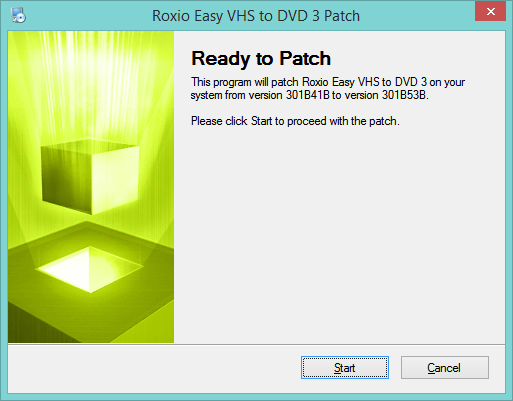 Roxio Easy VHS to DVD 3 Patch
Ready to Patch
This program will patch Roxio Easy VHS to DVD 3 on your
system from version 301B41B to version 301B53B.
Please click Start to proceed with the patch.
Start
Cancel